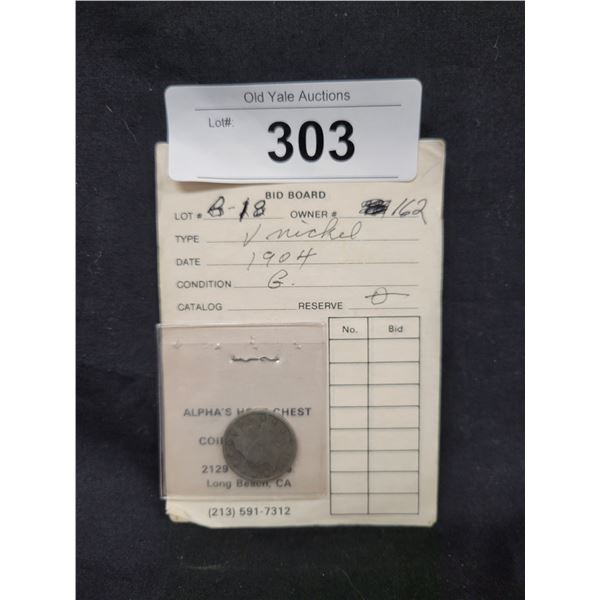 Old Yale Auctions
Lot#: 303
BID BOARD
LOT # B-18 OWNER # 162
TYPE V nickel
DATE 1904
CONDITION G.
CATALOG RESERVE 0
No. Bid
ALPHA'S CHEST
2129
Long Beach, CA
(213) 591-7312